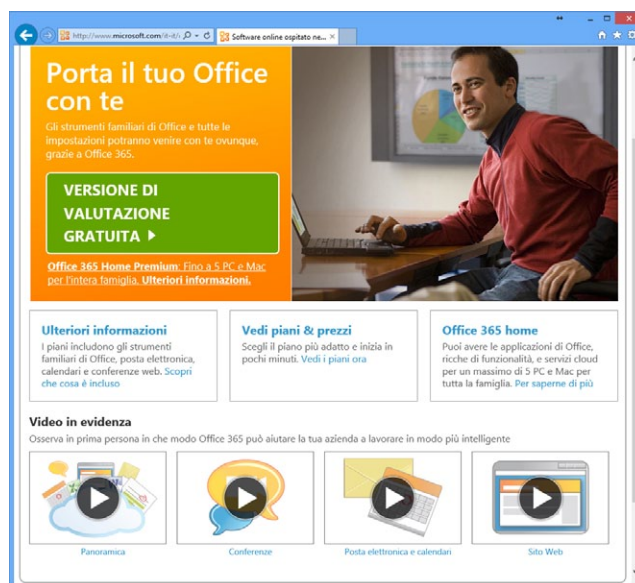 http://www.microsoft.com/it-it/
Software online ospitato ne...
Porta il tuo Office
con te
Gli strumenti familiari di Office e tutte le
impostazioni potranno venire con te ovunque,
grazie a Office 365.
VERSIONE DI
VALUTAZIONE
GRATUITA
Office 365 Home Premium: Fino a 5 PC e Mac
per l'intera famiglia. Ulteriori informazioni.
Ulteriori informazioni
I piani includono gli strumenti
familiari di Office, posta elettronica,
calendari e conferenze web. Scopri
che cosa è incluso
Vedi piani & prezzi
Scegli il piano più adatto e inizia in
pochi minuti. Vedi i piani ora
Office 365 home
Puoi avere le applicazioni di Office,
ricche di funzionalità, e servizi cloud
per un massimo di 5 PC e Mac per
tutta la famiglia. Per saperne di più
Video in evidenza
Osserva in prima persona in che modo Office 365 può aiutare la tua azienda a lavorare in modo più intelligente
Panoramica
Conferenze
Posta elettronica e calendari
Sito Web